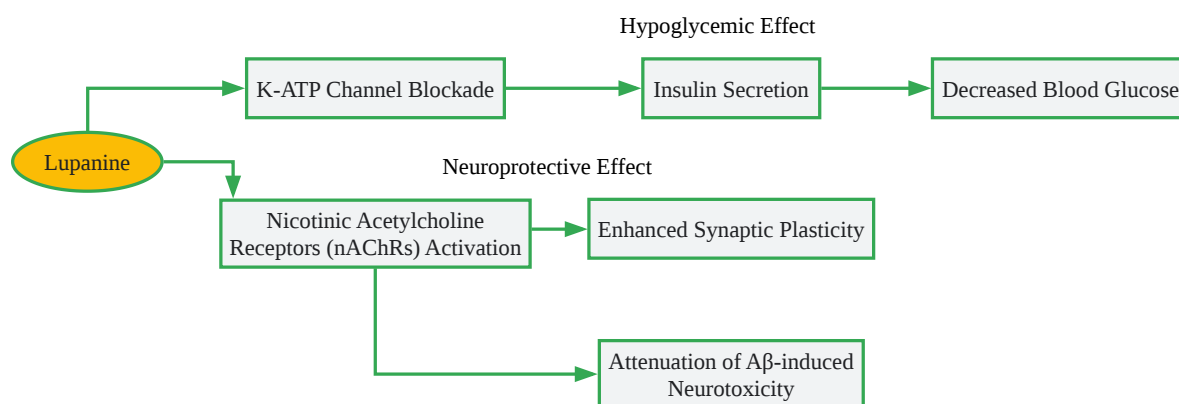 Hypoglycemic Effect
K-ATP Channel Blockade
Insulin Secretion
Decreased Blood Glucose
Lupanine
Neuroprotective Effect
Nicotinic Acetylcholine
Receptors (nAChRs) Activation
Enhanced Synaptic Plasticity
Attenuation of Aβ-induced
Neurotoxicity